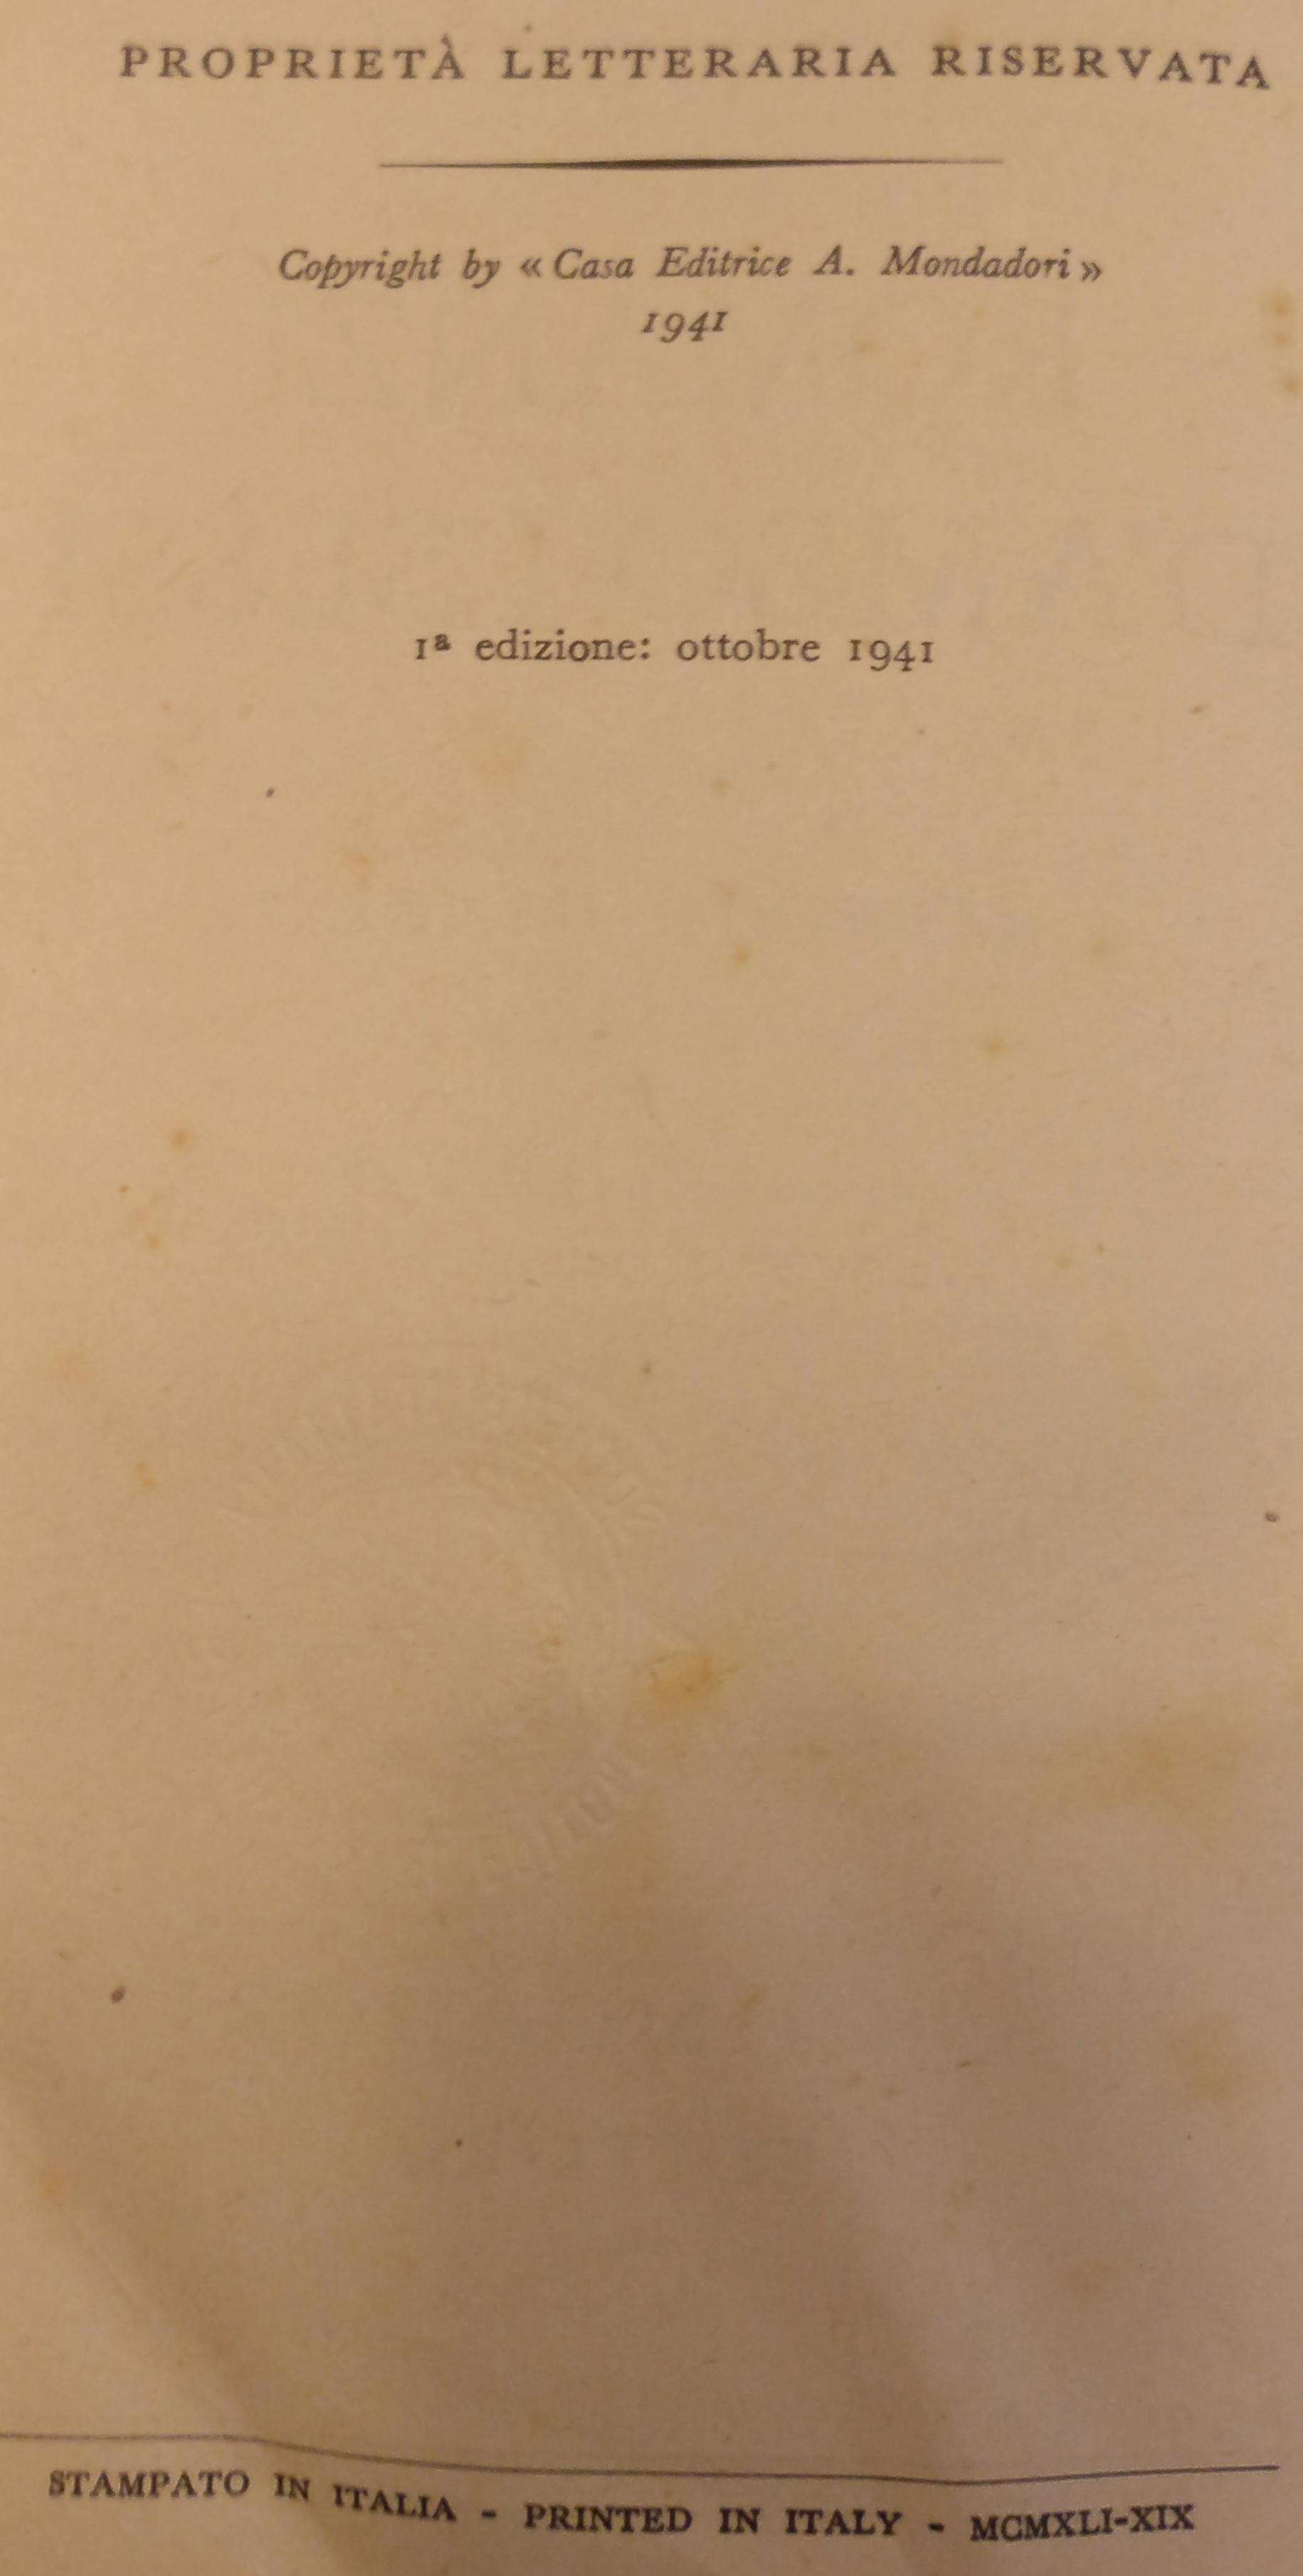 PROPRIETÀ LETTERARIA RISERVATA
Copyright by « Casa Editrice A. Mondadori »
1941
1ª edizione: ottobre 1941
STAMPATO IN ITALIA - PRINTED IN ITALY - MCMXLI-XIX